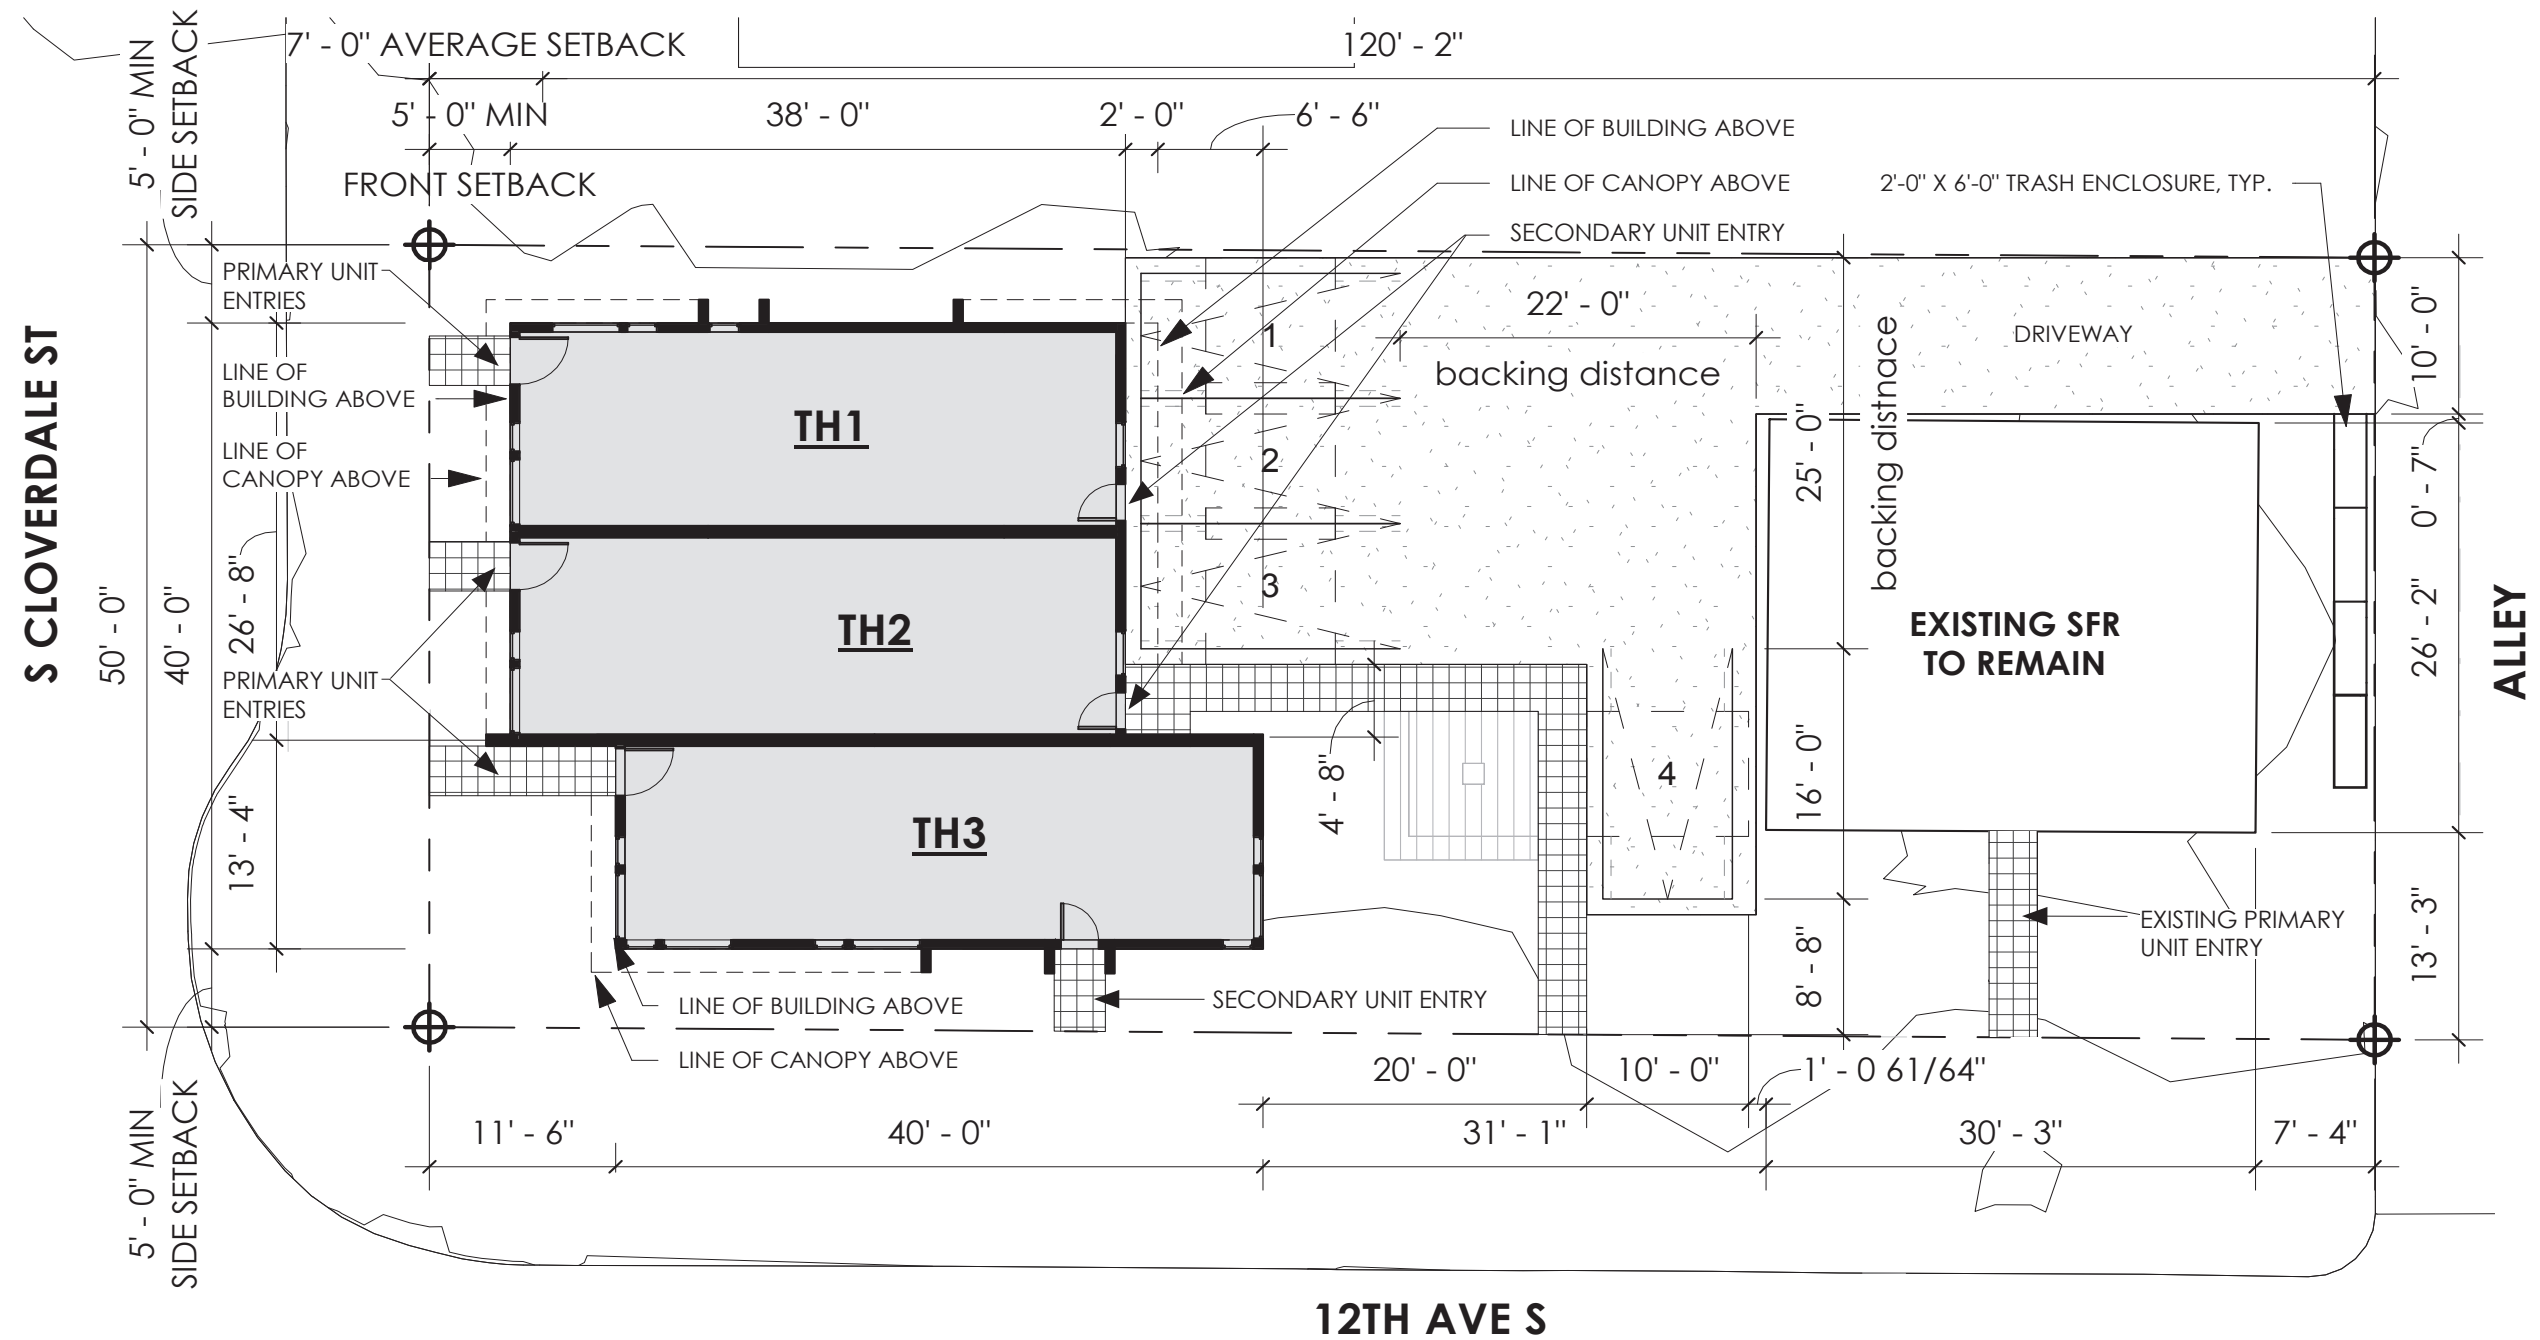 7' - 0" AVERAGE SETBACK
120' - 2"
5' - 0" MIN
38' - 0"
2' - 0"
6' - 6"
FRONT SETBACK
5' - 0" MIN
SIDE SETBACK
LINE OF BUILDING ABOVE
LINE OF CANOPY ABOVE
SECONDARY UNIT ENTRY
2'-0" X 6'-0" TRASH ENCLOSURE, TYP.
PRIMARY UNIT
ENTRIES
LINE OF
BUILDING ABOVE
LINE OF
CANOPY ABOVE
PRIMARY UNIT
ENTRIES
S CLOVERDALE ST
50' - 0"
40' - 0"
26' - 8"
13' - 4"
TH1
TH2
TH3
1
2
3
4
22' - 0"
backing distance
25' - 0"
backing distnace
16' - 0"
8' - 8"
4' - 8"
DRIVEWAY
EXISTING SFR
TO REMAIN
10' - 0"
0' - 7"
26' - 2"
13' - 3"
ALLEY
EXISTING PRIMARY
UNIT ENTRY
LINE OF BUILDING ABOVE
LINE OF CANOPY ABOVE
SECONDARY UNIT ENTRY
20' - 0"
10' - 0"
1' - 0 61/64"
5' - 0" MIN
SIDE SETBACK
11' - 6"
40' - 0"
31' - 1"
30' - 3"
7' - 4"
12TH AVE S